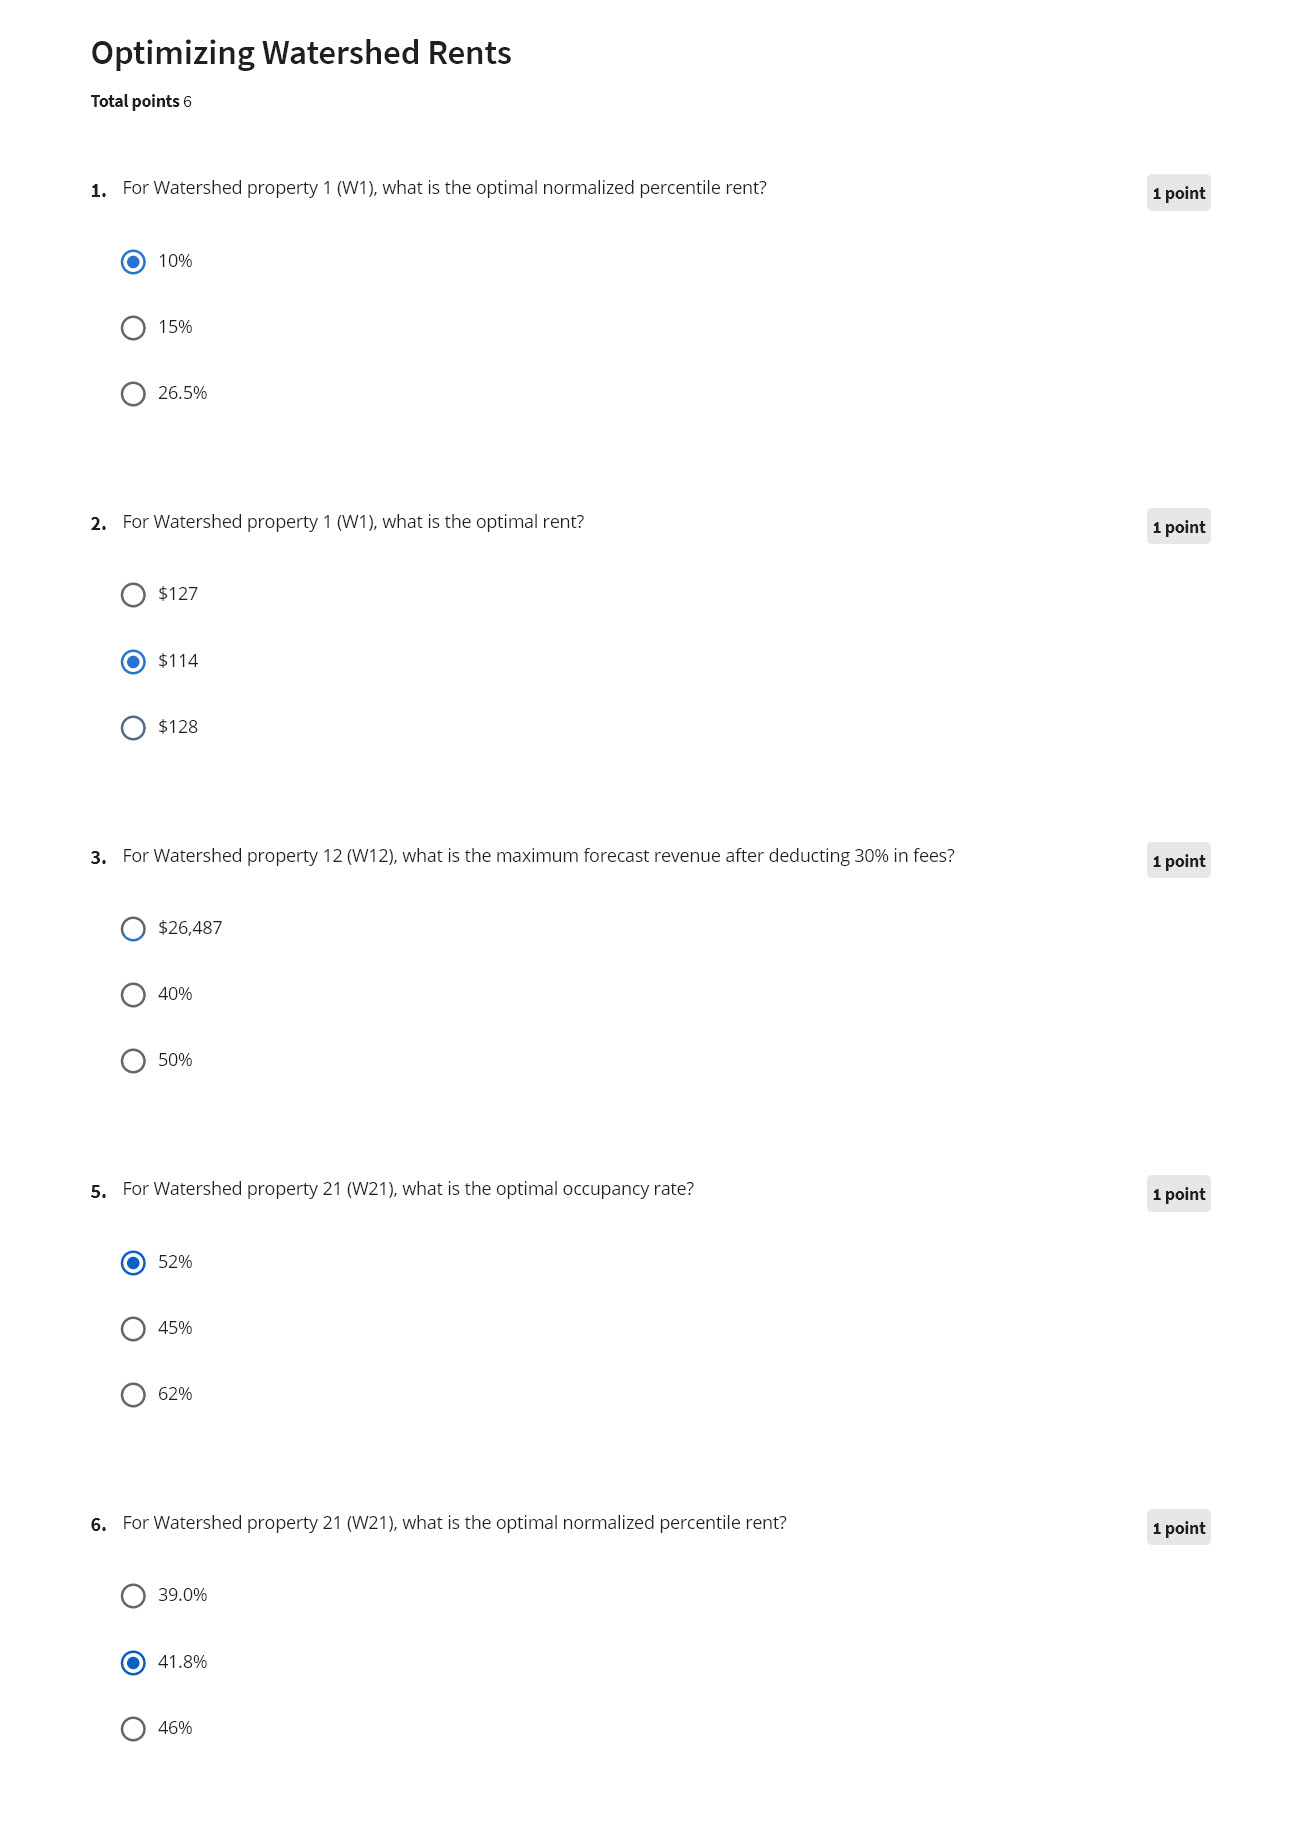 Optimizing Watershed Rents
Total points 6
1. For Watershed property 1 (W1), what is the optimal normalized percentile rent? 1 point
10%
15%
26.5%
2. For Watershed property 1 (W1), what is the optimal rent? 1 point
$127
$114
$128
3. For Watershed property 12 (W12), what is the maximum forecast revenue after deducting 30% in fees? 1 point
$26,487
40%
50%
5. For Watershed property 21 (W21), what is the optimal occupancy rate? 1 point
52%
45%
62%
6. For Watershed property 21 (W21), what is the optimal normalized percentile rent? 1 point
39.0%
41.8%
46%